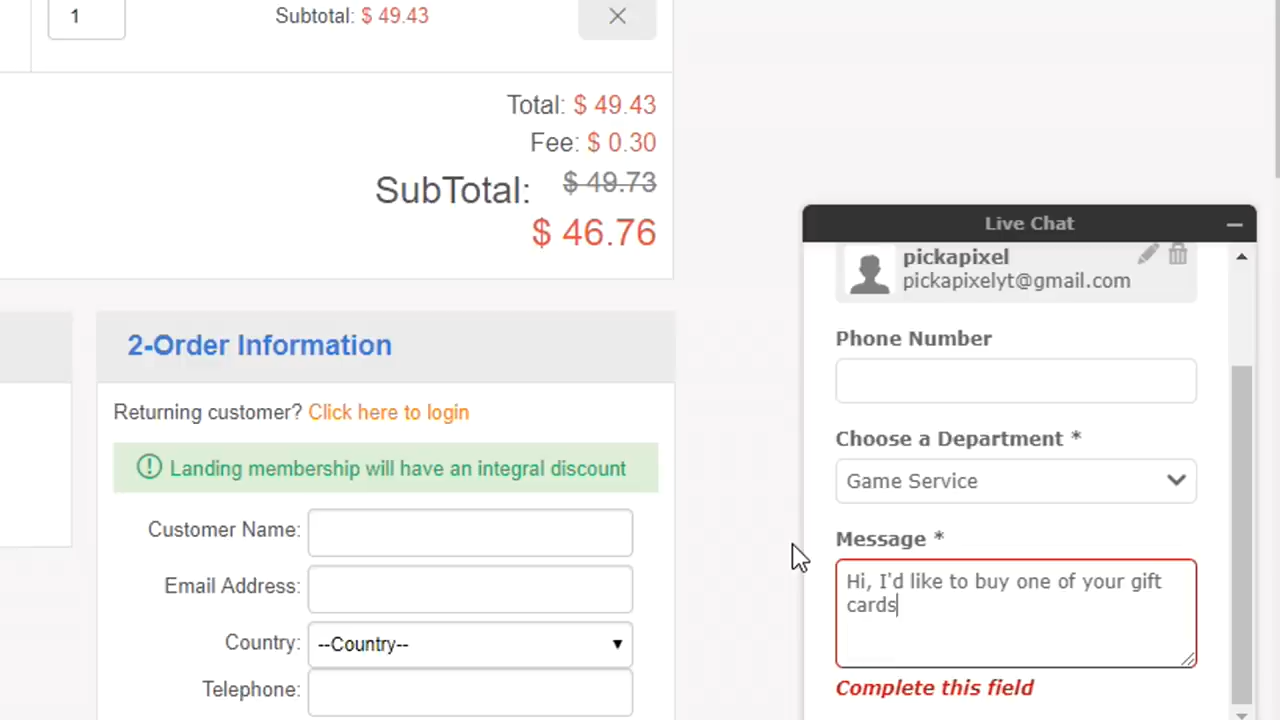 1
Subtotal: $ 49.43
Total: $ 49.43
Fee: $ 0.30
SubTotal: $ 49.73
$ 46.76
2-Order Information
Returning customer? Click here to login
Landing membership will have an integral discount
Customer Name:
Email Address:
Country: --Country--
Telephone:
Live Chat
pickapixel
pickapixelyt@gmail.com
Phone Number
Choose a Department *
Game Service
Message *
Hi, I'd like to buy one of your gift
cards
Complete this field